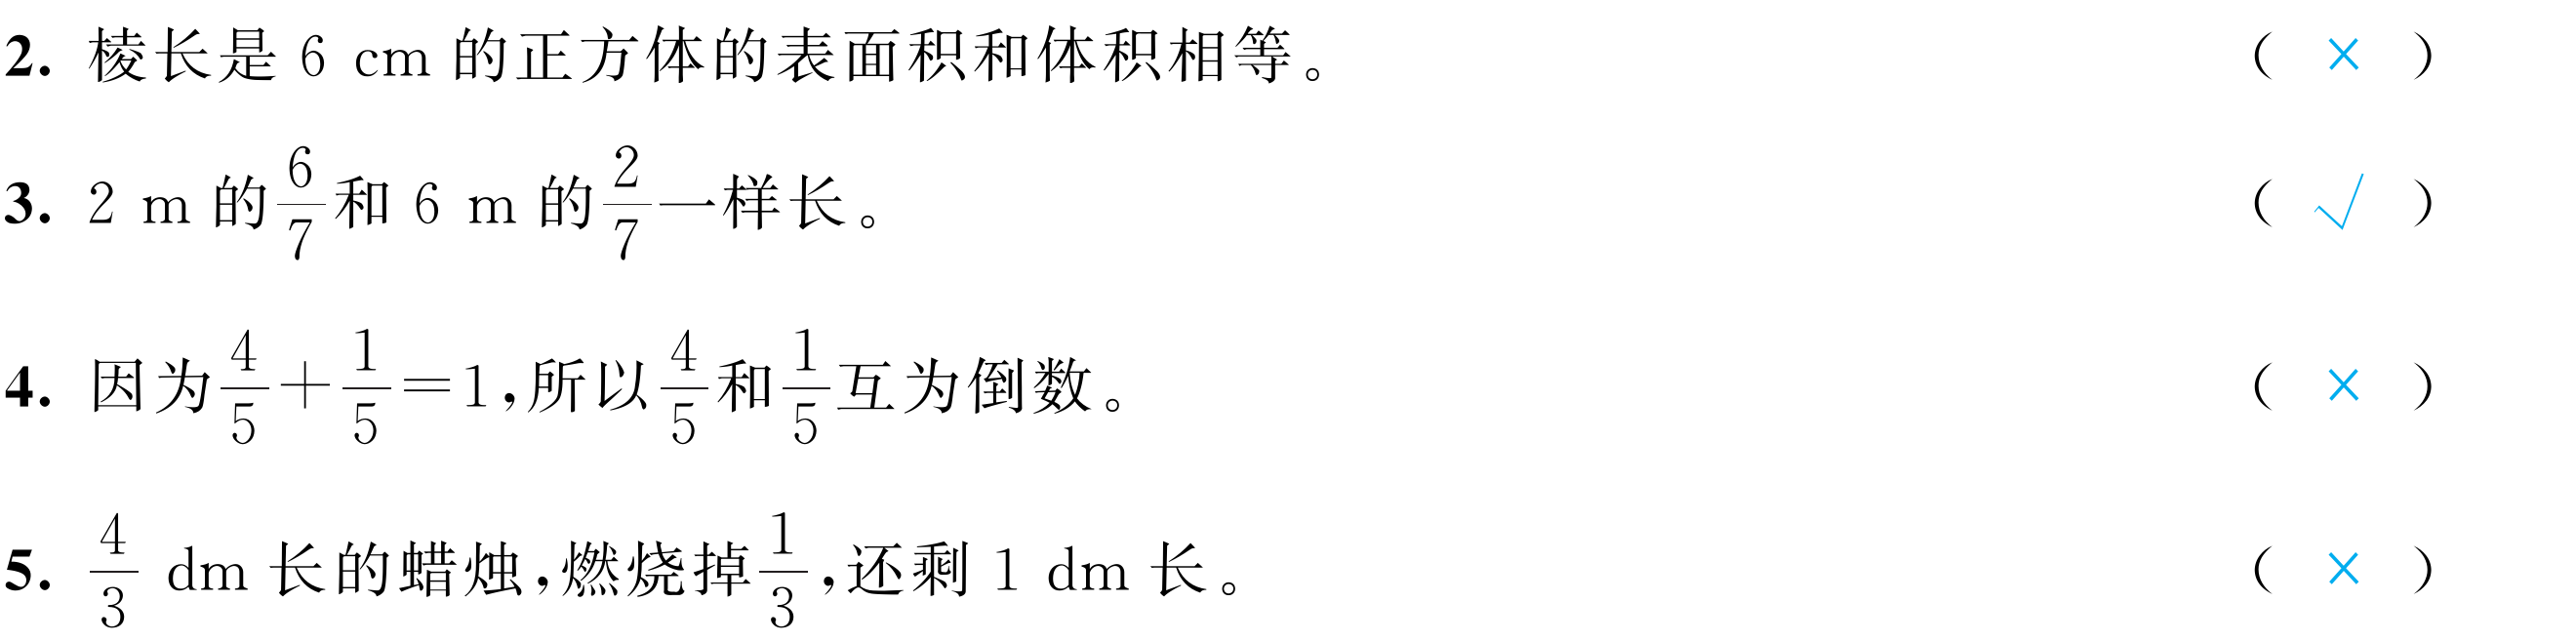 2. 棱长是 6 cm 的正方体的表面积和体积相等。 ( × )
3. 2 m 的 6/7 和 6 m 的 2/7 一样长。 ( √ )
4. 因为 4/5 + 1/5 = 1,所以 4/5 和 1/5 互为倒数。 ( × )
5. 4/3 dm 长的蜡烛,燃烧掉 1/3 ,还剩 1 dm 长。 ( × )